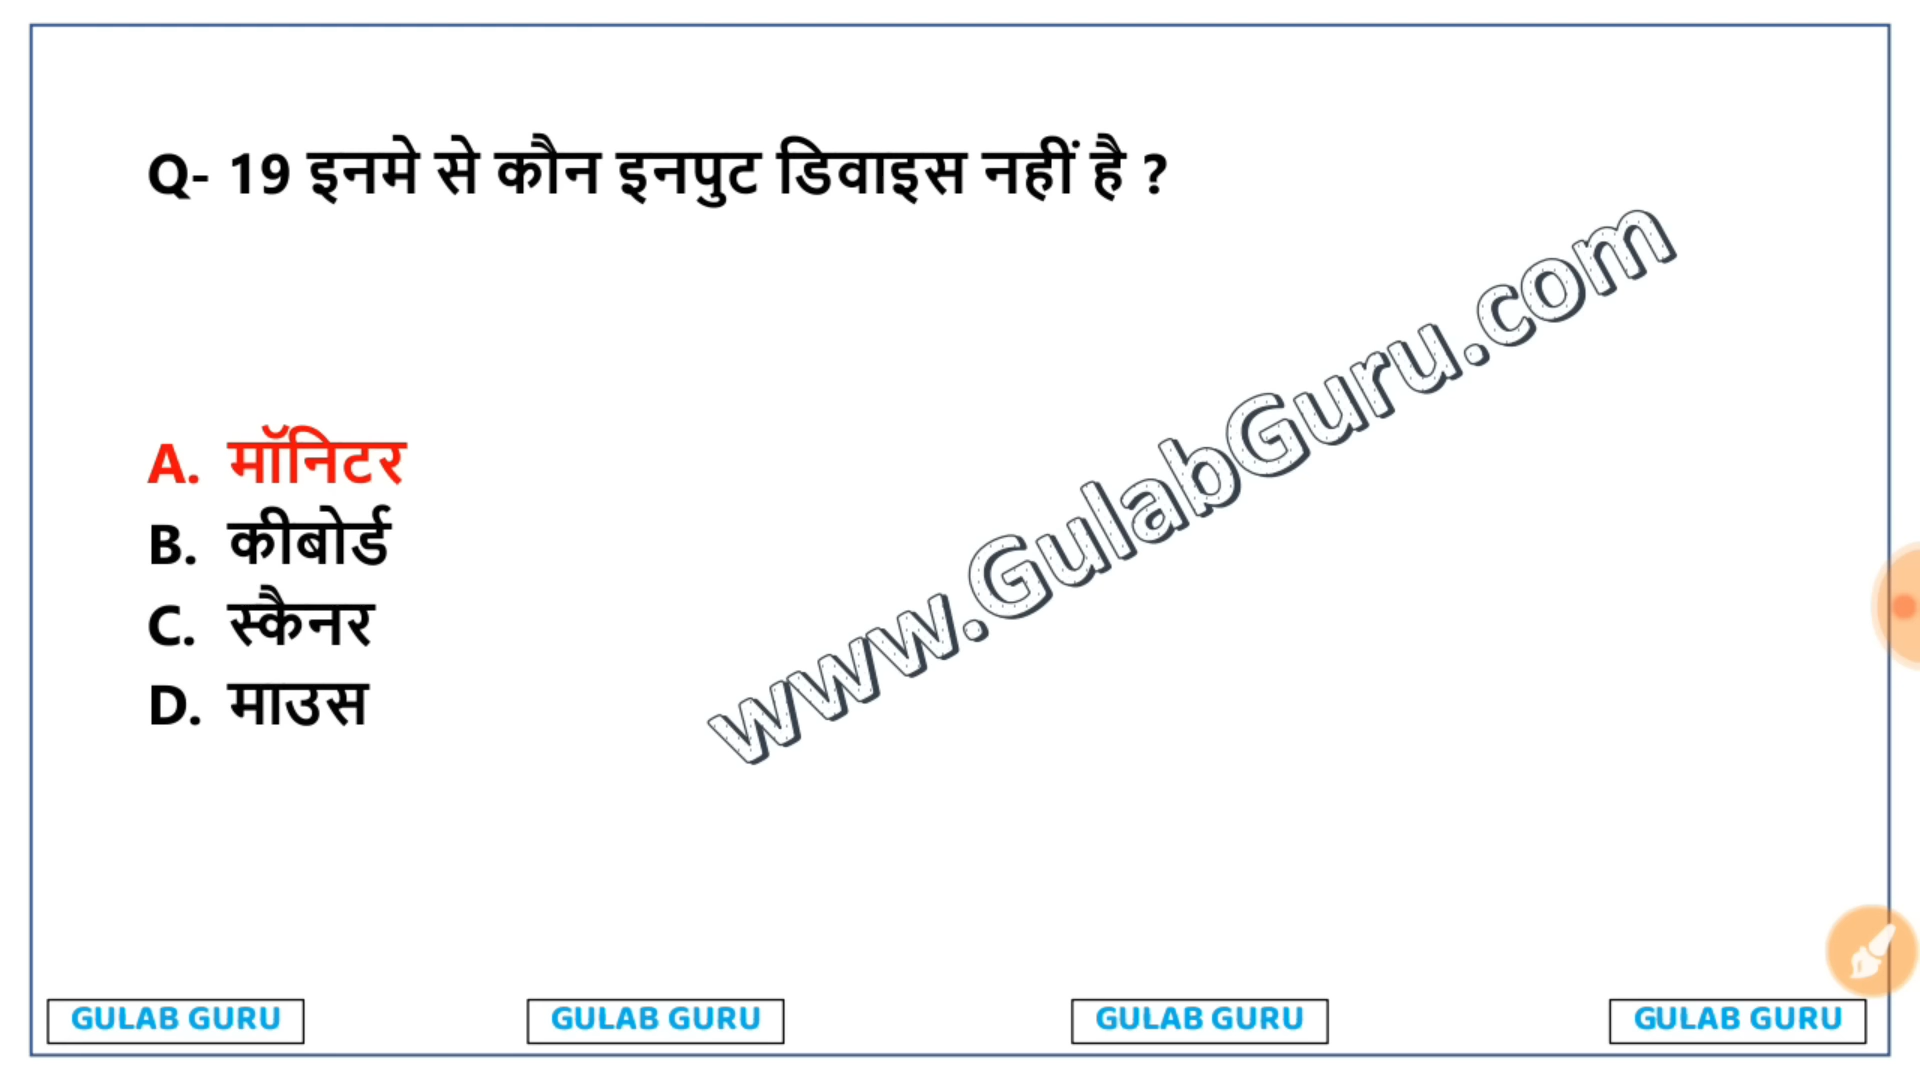 Q- 19 इनमे से कौन इनपुट डिवाइस नहीं है ?
www.GulabGuru.com
A. मॉनिटर
B. कीबोर्ड
C. स्कैनर
D. माउस
GULAB GURU GULAB GURU GULAB GURU GULAB GURU